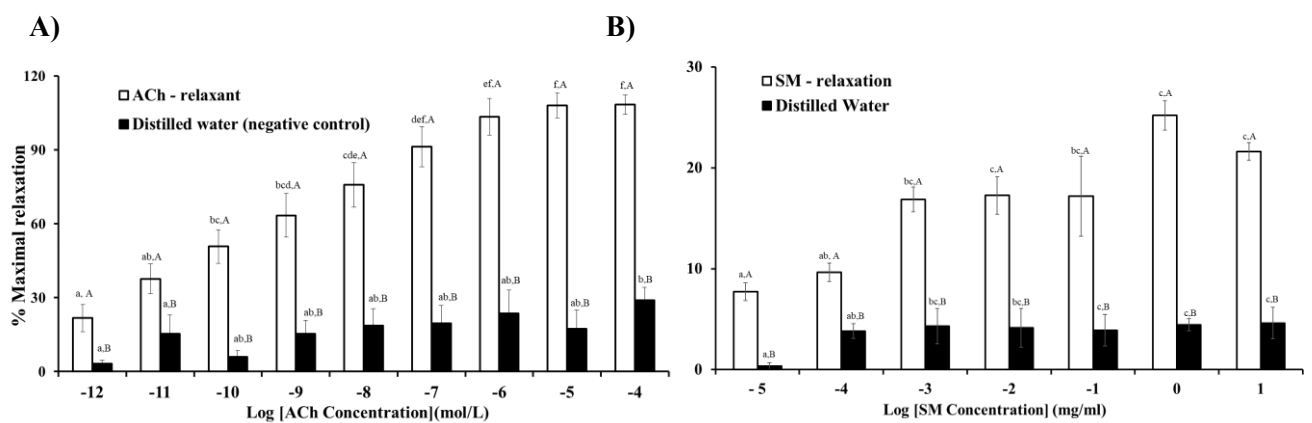 A)
B)
120
ACh - relaxant
Distilled water (negative control)
90
60
30
0
% Maximal relaxation
a, A
a,B
ab,A
a,B
bc,A
ab,B
bcd,A
ab,B
cde,A
ab,B
def,A
ab,B
ef,A
ab,B
f,A
ab,B
f,A
b,B
-12 -11 -10 -9 -8 -7 -6 -5 -4
Log [ACh Concentration](mol/L)
30
SM - relaxation
Distilled Water
20
10
0
a,A
a,B
ab, A
ab,B
bc,A
bc,B
c,A
bc,B
bc,A
c,B
c,A
c,B
c,A
c,B
- 5 -4 -3 -2 -1 0 1
Log [SM Concentration] (mg/ml)